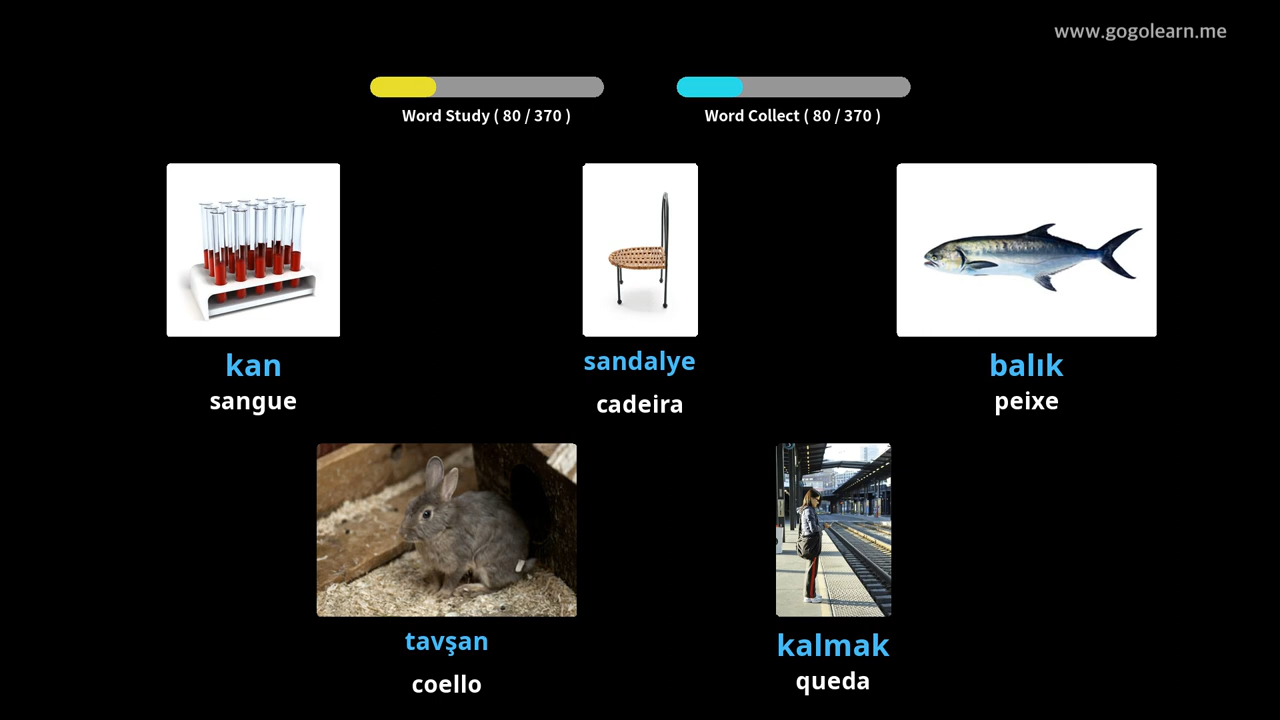 www.gogolearn.me
Word Study ( 80 / 370 )
Word Collect ( 80 / 370 )
kan
sangue
sandalye
cadeira
balık
peixe
tavşan
coello
kalmak
queda